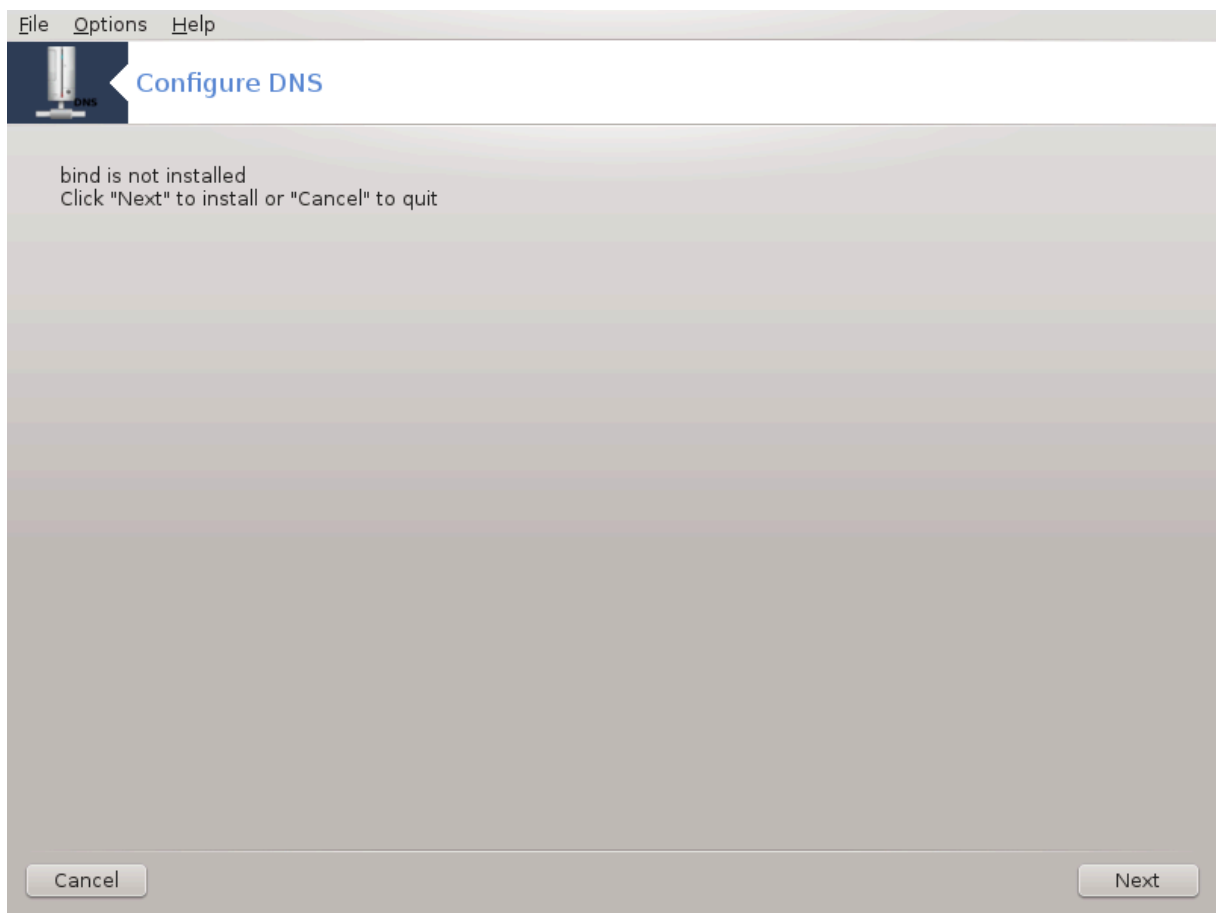 File Options Help
DNS
Configure DNS
bind is not installed
Click "Next" to install or "Cancel" to quit
Cancel Next